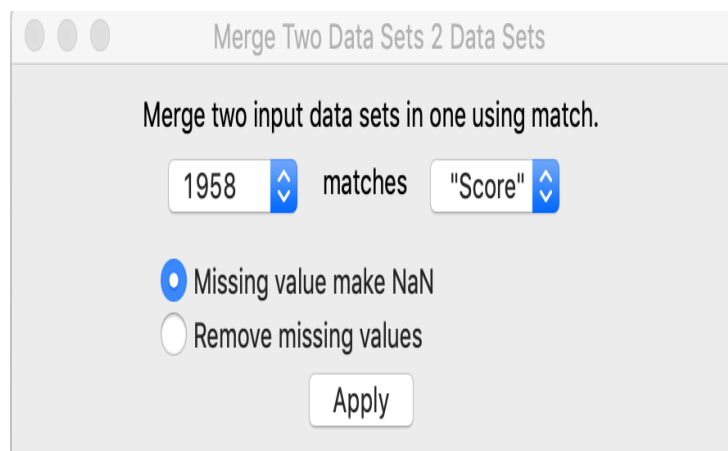 Merge Two Data Sets 2 Data Sets
Merge two input data sets in one using match.
1958 matches "Score"
Missing value make NaN
Remove missing values
Apply